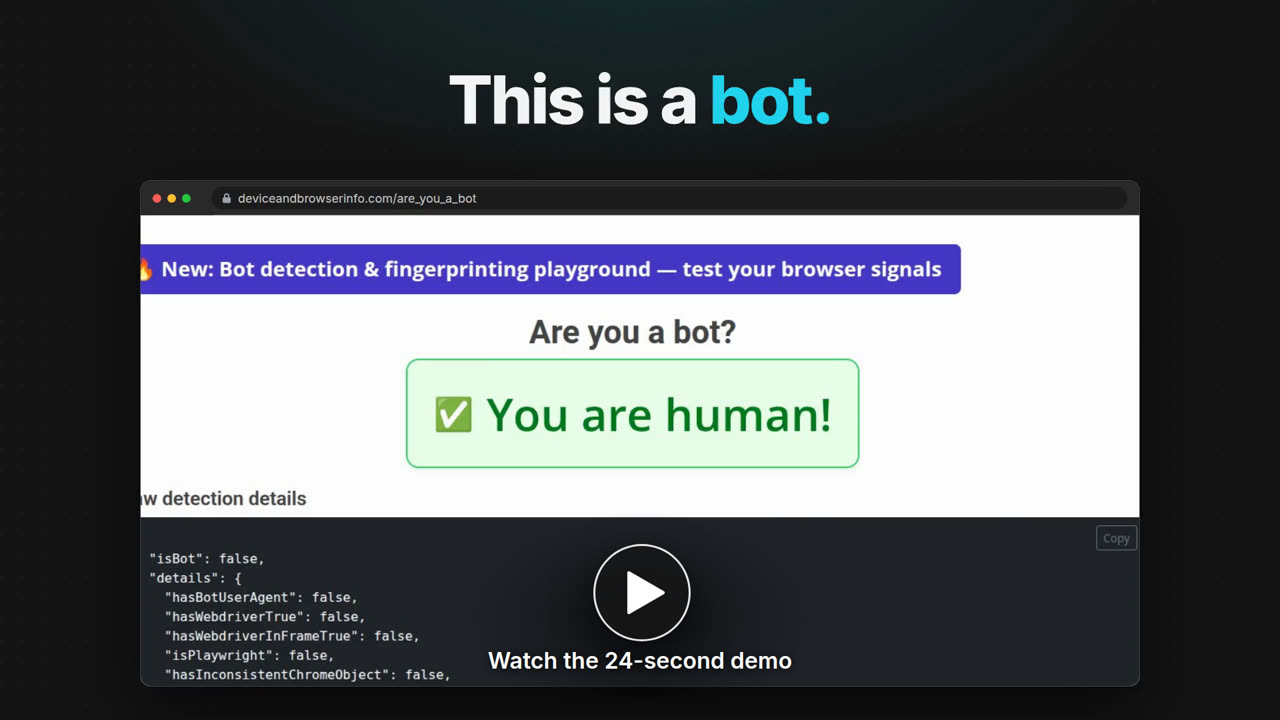 This is a bot.
deviceandbrowserinfo.com/are_you_a_bot
🔥 New: Bot detection & fingerprinting playground — test your browser signals
Are you a bot?
✅ You are human!
aw detection details
Copy
"isBot": false,
"details": {
"hasBotUserAgent": false,
"hasWebdriverTrue": false,
"hasWebdriverInFrameTrue": false,
"isPlaywright": false,
"hasInconsistentChromeObject": false,
Watch the 24-second demo